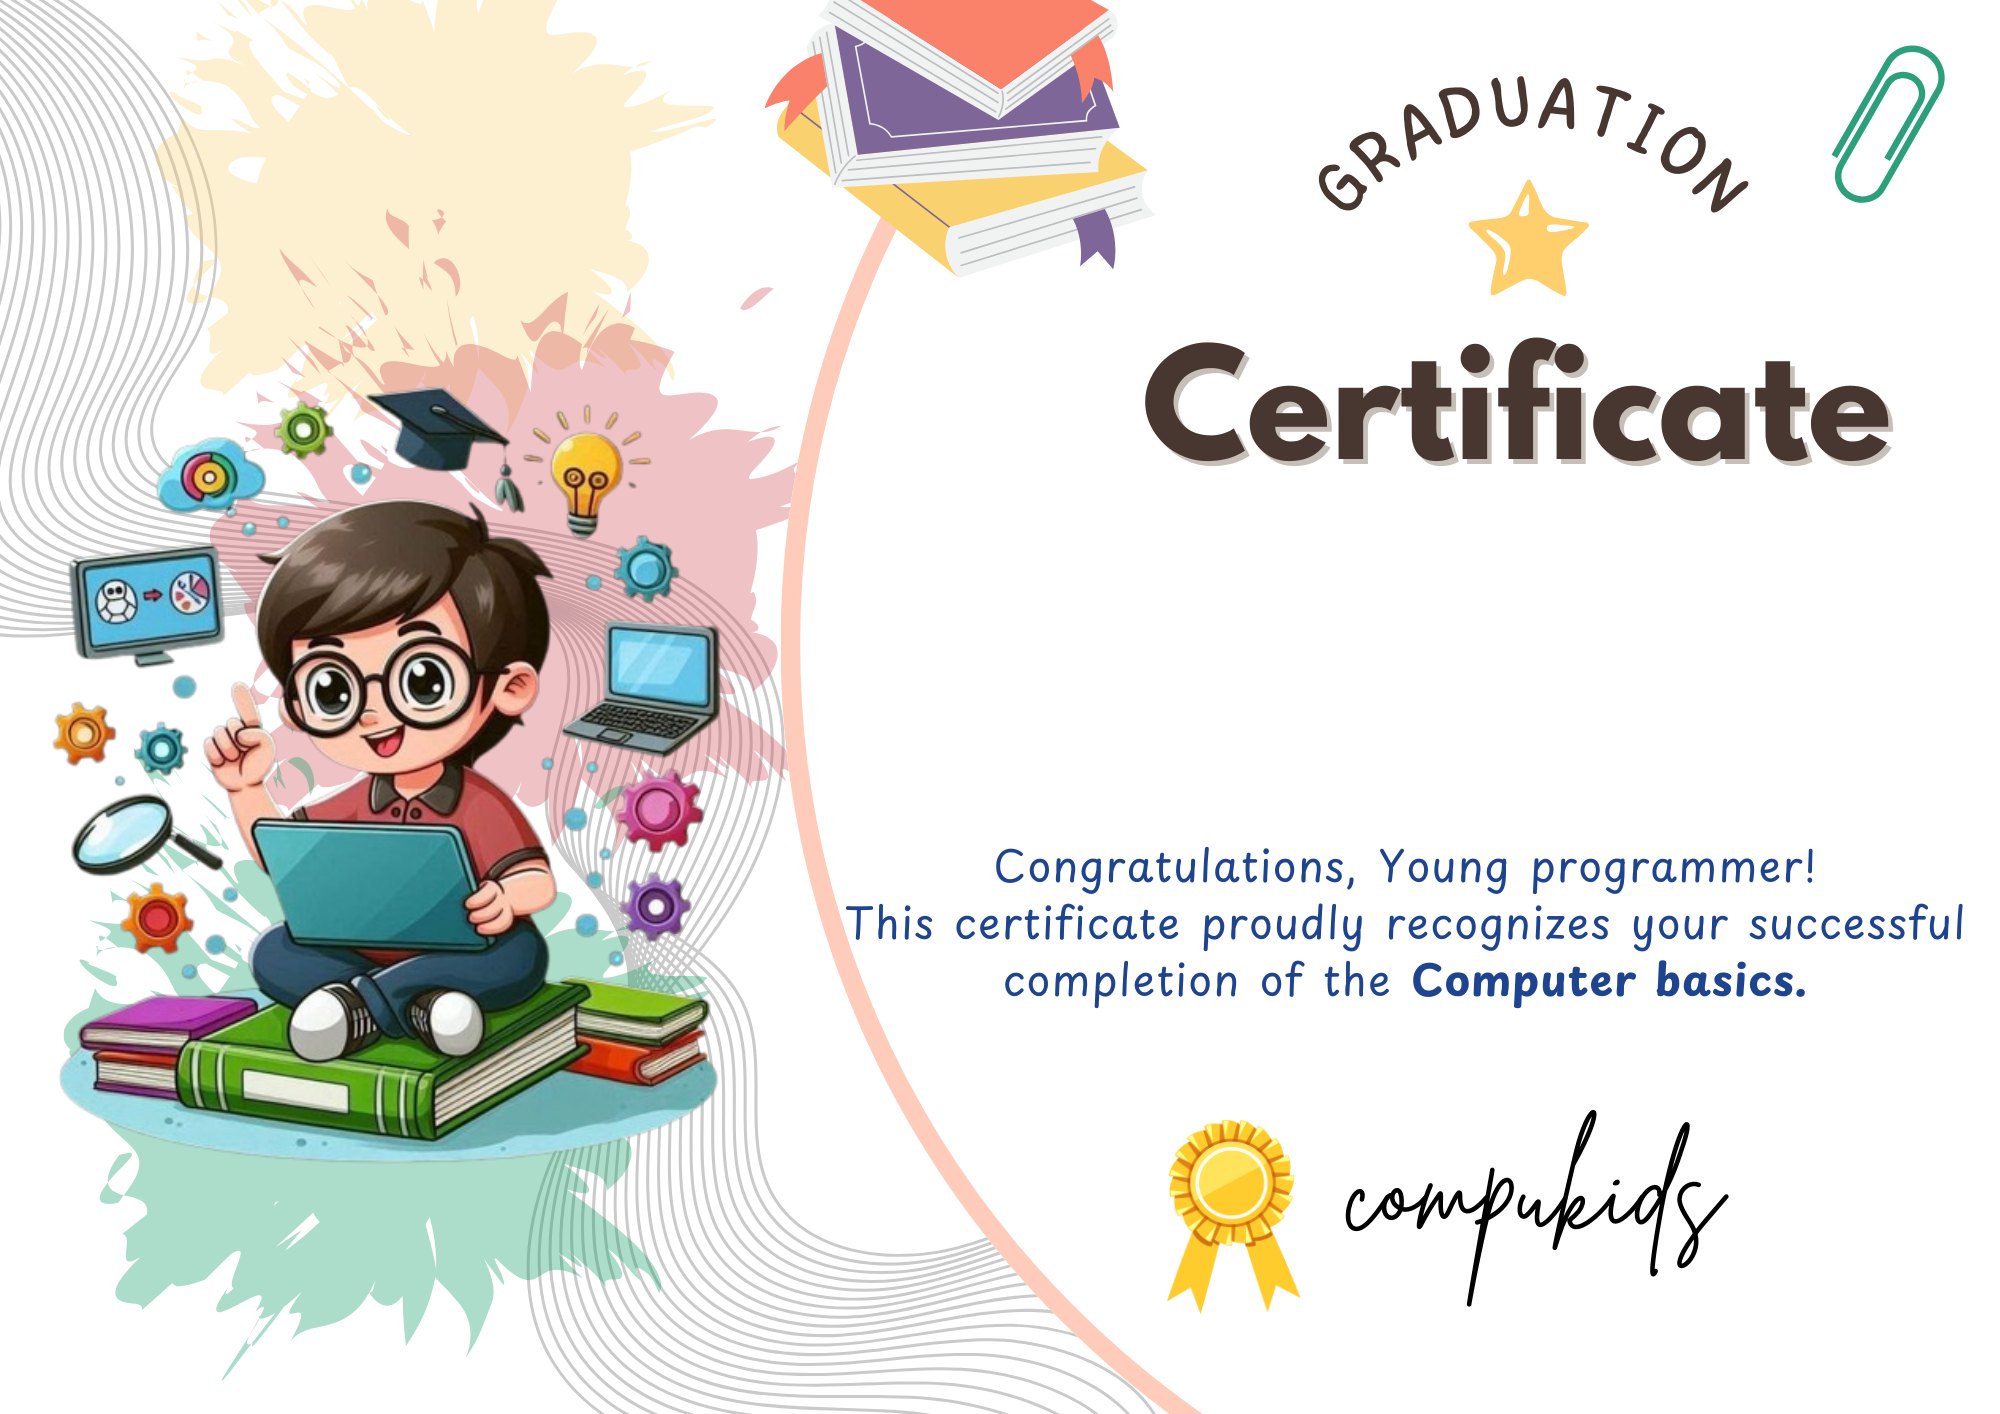 GRADUATION
Certificate
Congratulations, Young programmer!
This certificate proudly recognizes your successful
completion of the Computer basics.
compukids